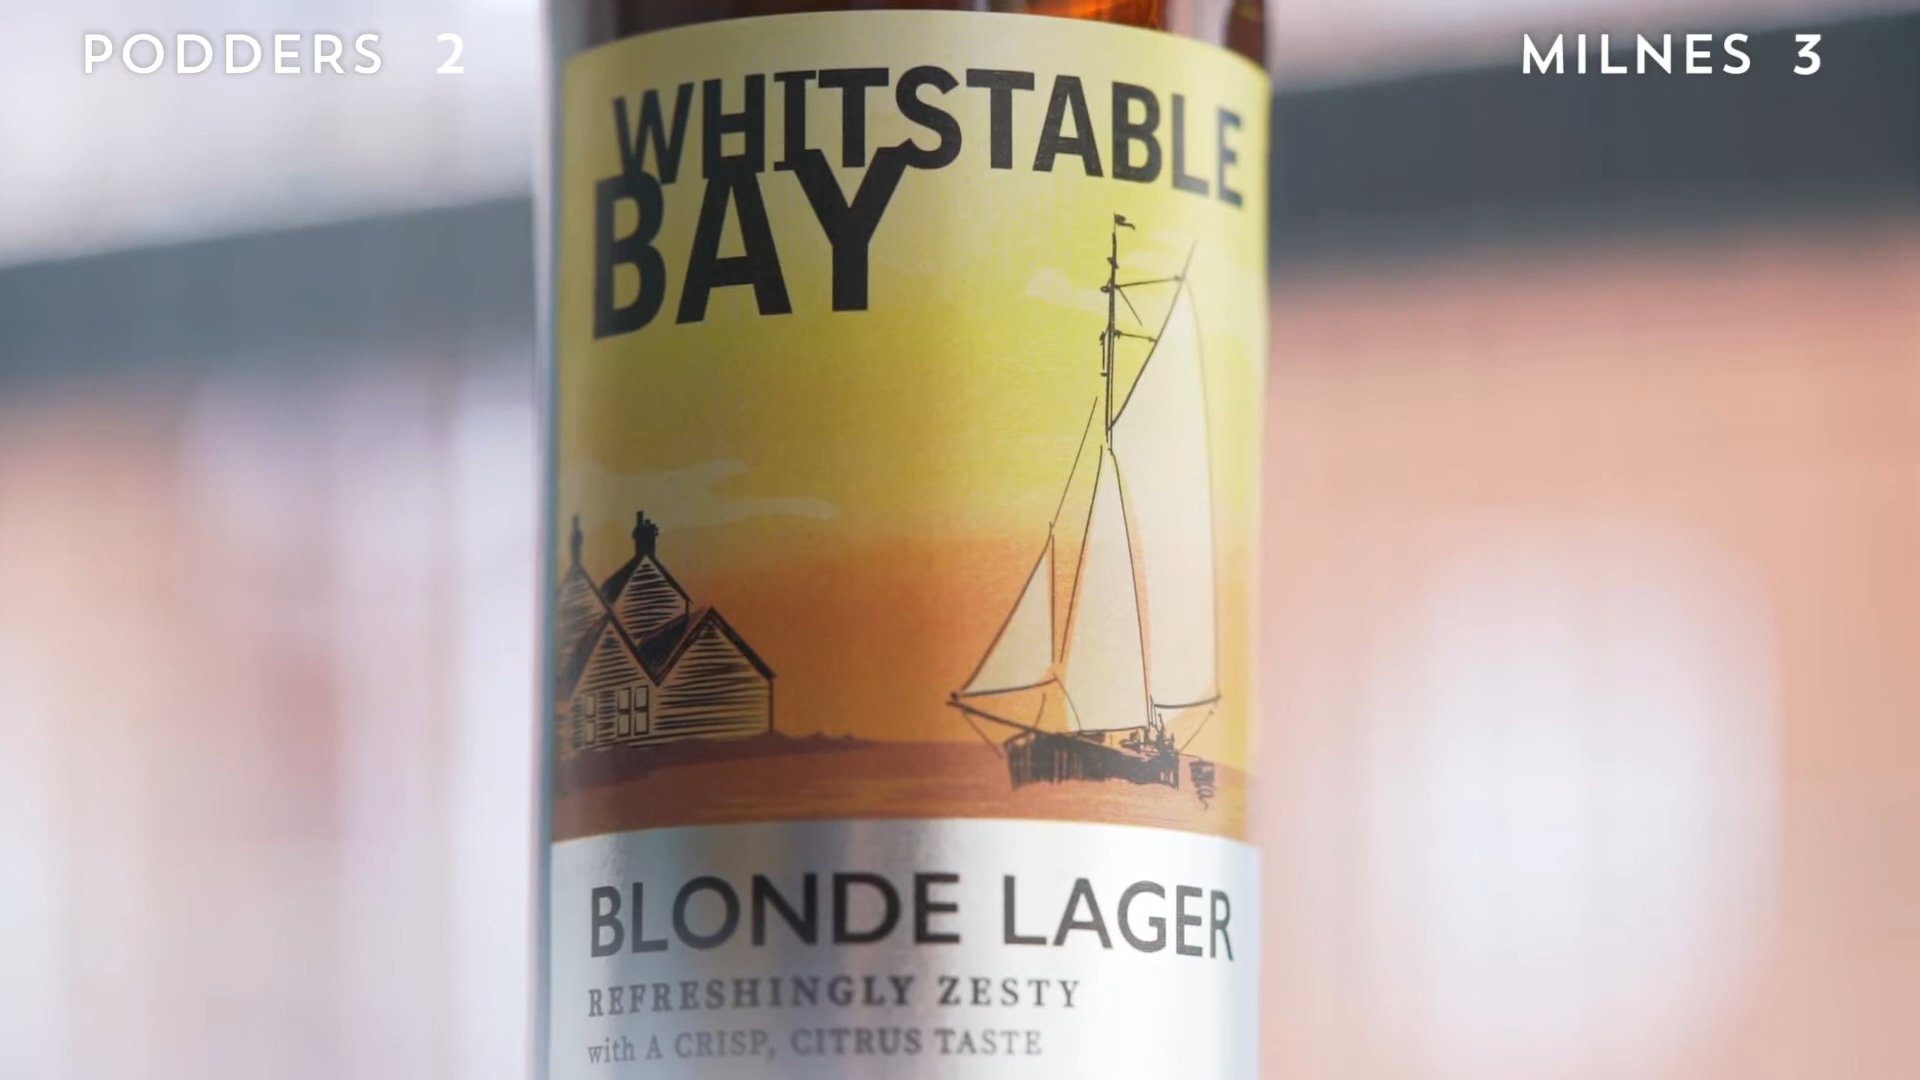 PODDERS 2
MILNES 3
WHITSTABLE
BAY
BLONDE LAGER
REFRESHINGLY ZESTY
with A CRISP, CITRUS TASTE